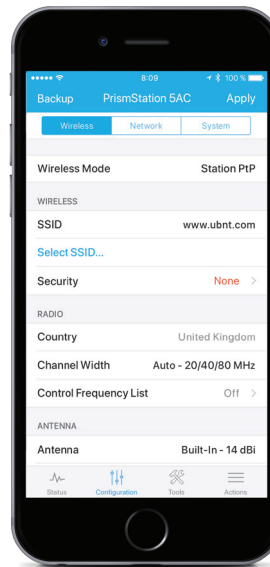 8:09 100 %
Backup PrismStation 5AC Apply
Wireless Network System
Wireless Mode Station PtP
WIRELESS
SSID www.ubnt.com
Select SSID...
Security None
RADIO
Country United Kingdom
Channel Width Auto - 20/40/80 MHz
Control Frequency List Off
ANTENNA
Antenna Built-In - 14 dBi
Status Configuration Tools Actions